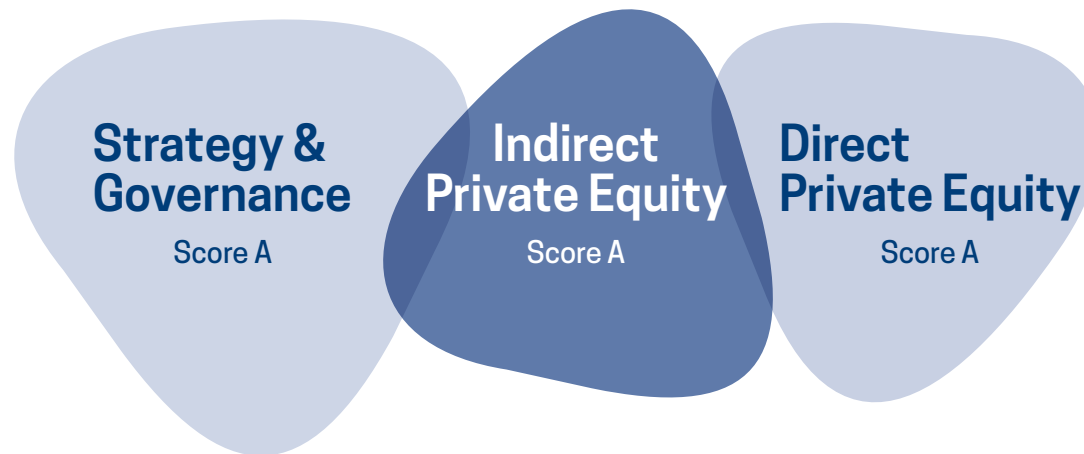 Strategy &
Governance
Score A
Indirect
Private Equity
Score A
Direct
Private Equity
Score A